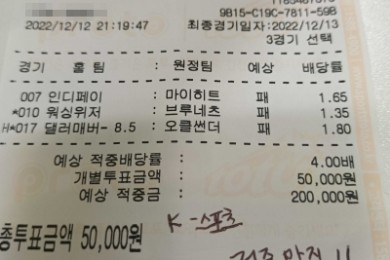 9B15-C19C-7811-598
2022/12/12 21:19:47 최종경기일자:2022/12/13
3경기 선택
경기 홈 팀 : 원정팀 예상 배당률
007 인디페이 : 마이히트 패 1.65
*010 워싱위저 : 브루네츠 패 1.35
H*017 댈러매버- 8.5 : 오클썬더 패 1.80
예상 적중배당률 : 4.00배
개별투표금액 : 50,000원
예상 적중금 : 200,000원
K-스포츠
총투표금액 50,000원